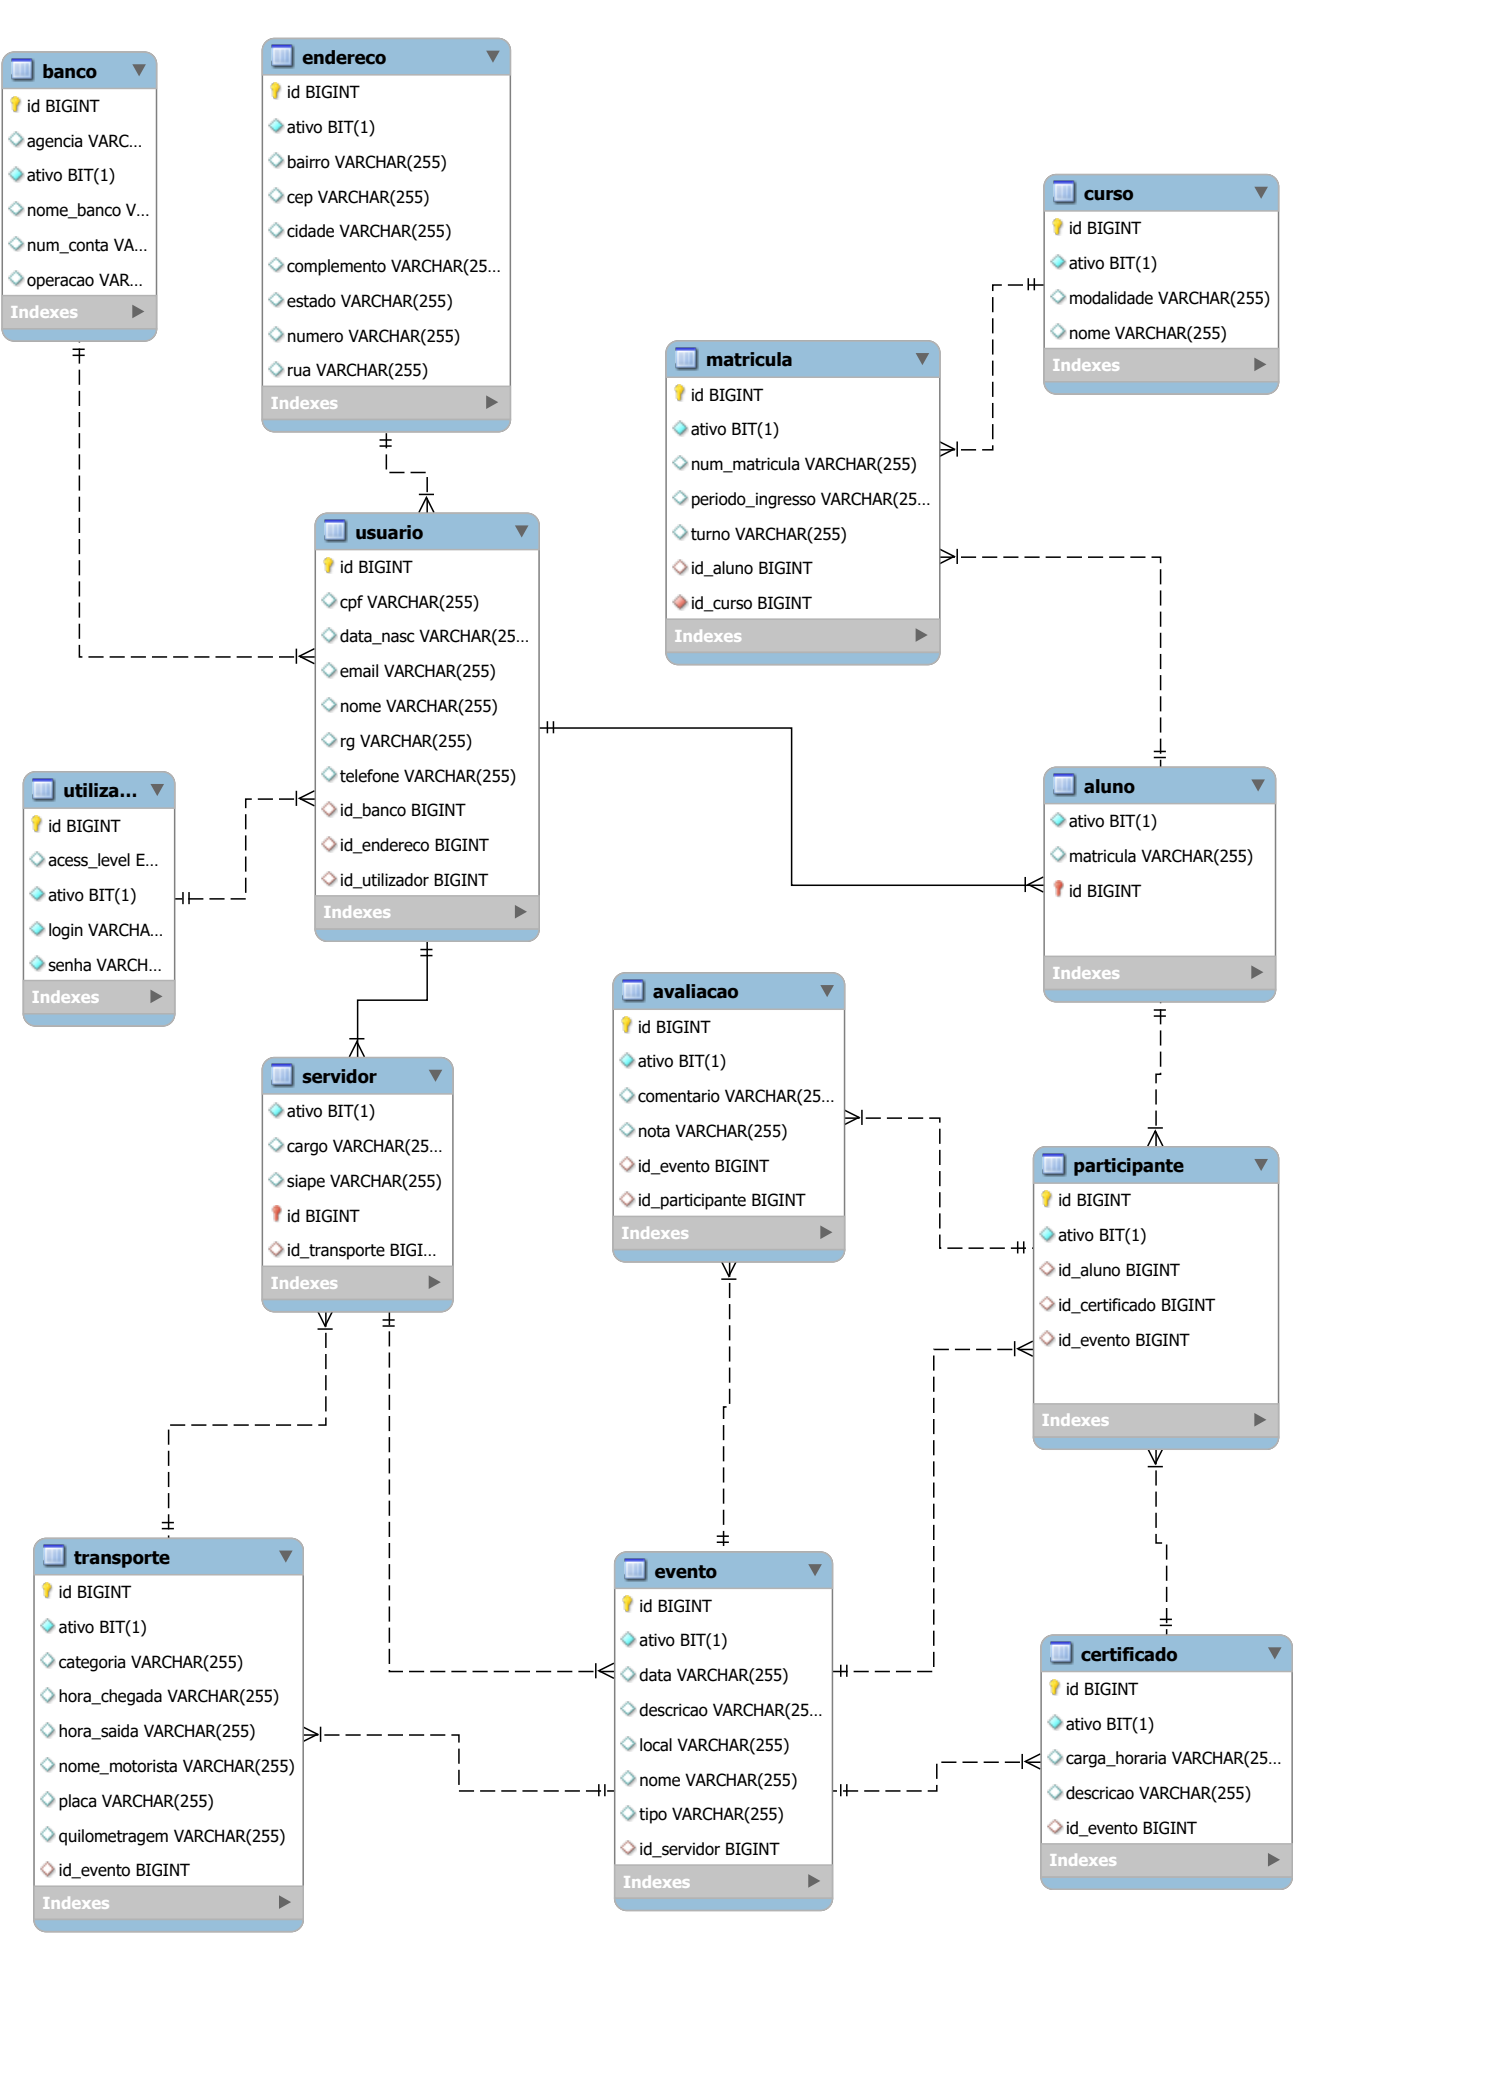 banco
id BIGINT
agencia VARC...
ativo BIT(1)
nome_banco V...
num_conta VA...
operacao VAR...
Indexes
endereco
id BIGINT
ativo BIT(1)
bairro VARCHAR(255)
cep VARCHAR(255)
cidade VARCHAR(255)
complemento VARCHAR(25...
estado VARCHAR(255)
numero VARCHAR(255)
rua VARCHAR(255)
Indexes
curso
id BIGINT
ativo BIT(1)
modalidade VARCHAR(255)
nome VARCHAR(255)
Indexes
matricula
id BIGINT
ativo BIT(1)
num_matricula VARCHAR(255)
periodo_ingresso VARCHAR(25...
turno VARCHAR(255)
id_aluno BIGINT
id_curso BIGINT
Indexes
usuario
id BIGINT
cpf VARCHAR(255)
data_nasc VARCHAR(25...
email VARCHAR(255)
nome VARCHAR(255)
rg VARCHAR(255)
telefone VARCHAR(255)
id_banco BIGINT
id_endereco BIGINT
id_utilizador BIGINT
Indexes
utiliza...
id BIGINT
acess_level E...
ativo BIT(1)
login VARCHA...
senha VARCH...
Indexes
aluno
ativo BIT(1)
matricula VARCHAR(255)
id BIGINT
Indexes
avaliacao
id BIGINT
ativo BIT(1)
comentario VARCHAR(25...
nota VARCHAR(255)
id_evento BIGINT
id_participante BIGINT
Indexes
servidor
ativo BIT(1)
cargo VARCHAR(25...
siape VARCHAR(255)
id BIGINT
id_transporte BIGI...
Indexes
participante
id BIGINT
ativo BIT(1)
id_aluno BIGINT
id_certificado BIGINT
id_evento BIGINT
Indexes
transporte
id BIGINT
ativo BIT(1)
categoria VARCHAR(255)
hora_chegada VARCHAR(255)
hora_saida VARCHAR(255)
nome_motorista VARCHAR(255)
placa VARCHAR(255)
quilometragem VARCHAR(255)
id_evento BIGINT
Indexes
evento
id BIGINT
ativo BIT(1)
data VARCHAR(255)
descricao VARCHAR(25...
local VARCHAR(255)
nome VARCHAR(255)
tipo VARCHAR(255)
id_servidor BIGINT
Indexes
certificado
id BIGINT
ativo BIT(1)
carga_horaria VARCHAR(25...
descricao VARCHAR(255)
id_evento BIGINT
Indexes